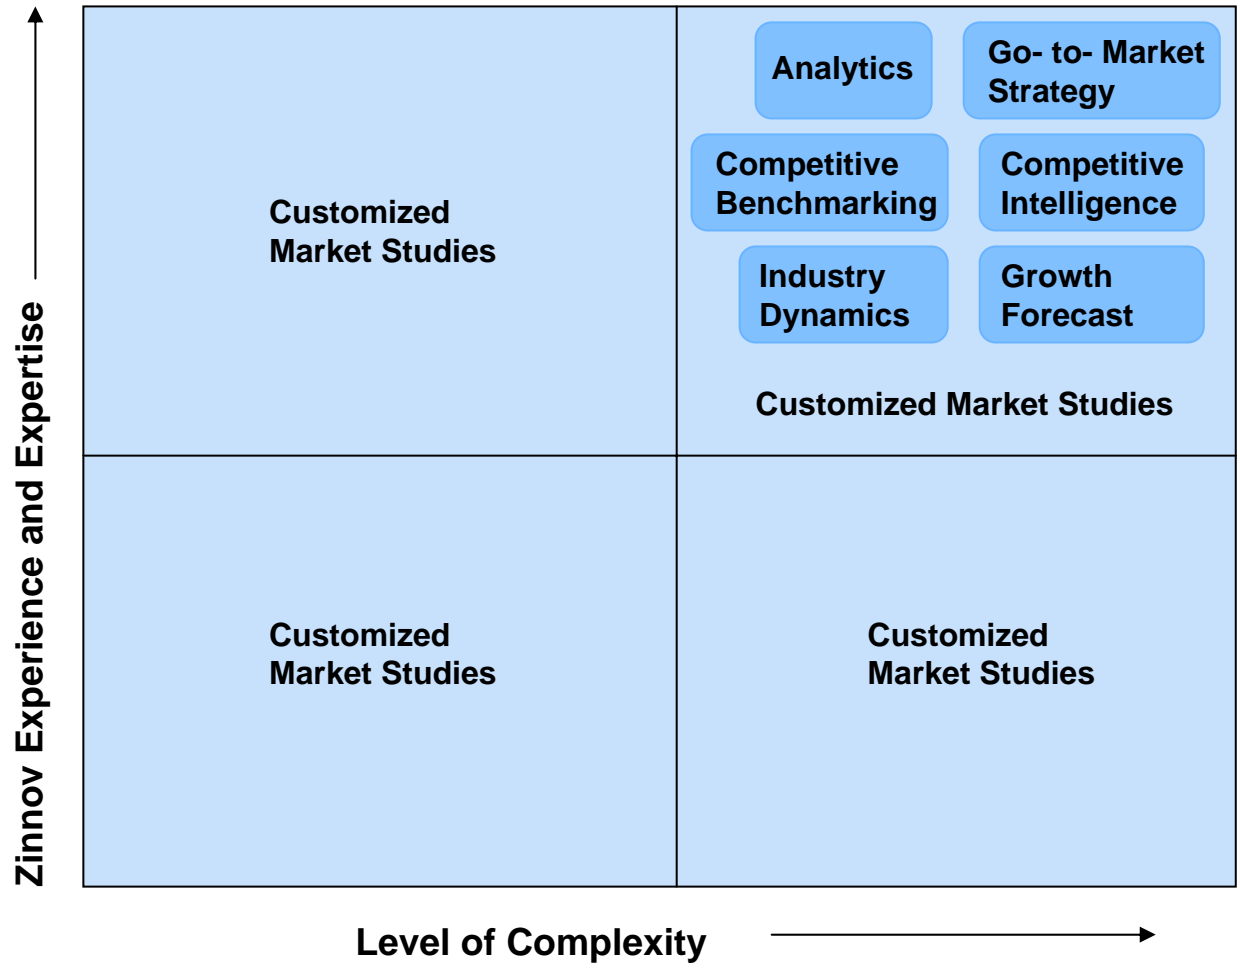 Zinnov Experience and Expertise
Customized
Market Studies
Analytics
Go- to- Market
Strategy
Competitive
Benchmarking
Competitive
Intelligence
Industry
Dynamics
Growth
Forecast
Customized Market Studies
Customized
Market Studies
Customized
Market Studies
Level of Complexity